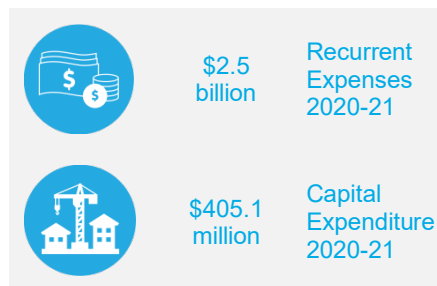 $
$
$2.5
billion
Recurrent
Expenses
2020-21
$405.1
million
Capital
Expenditure
2020-21